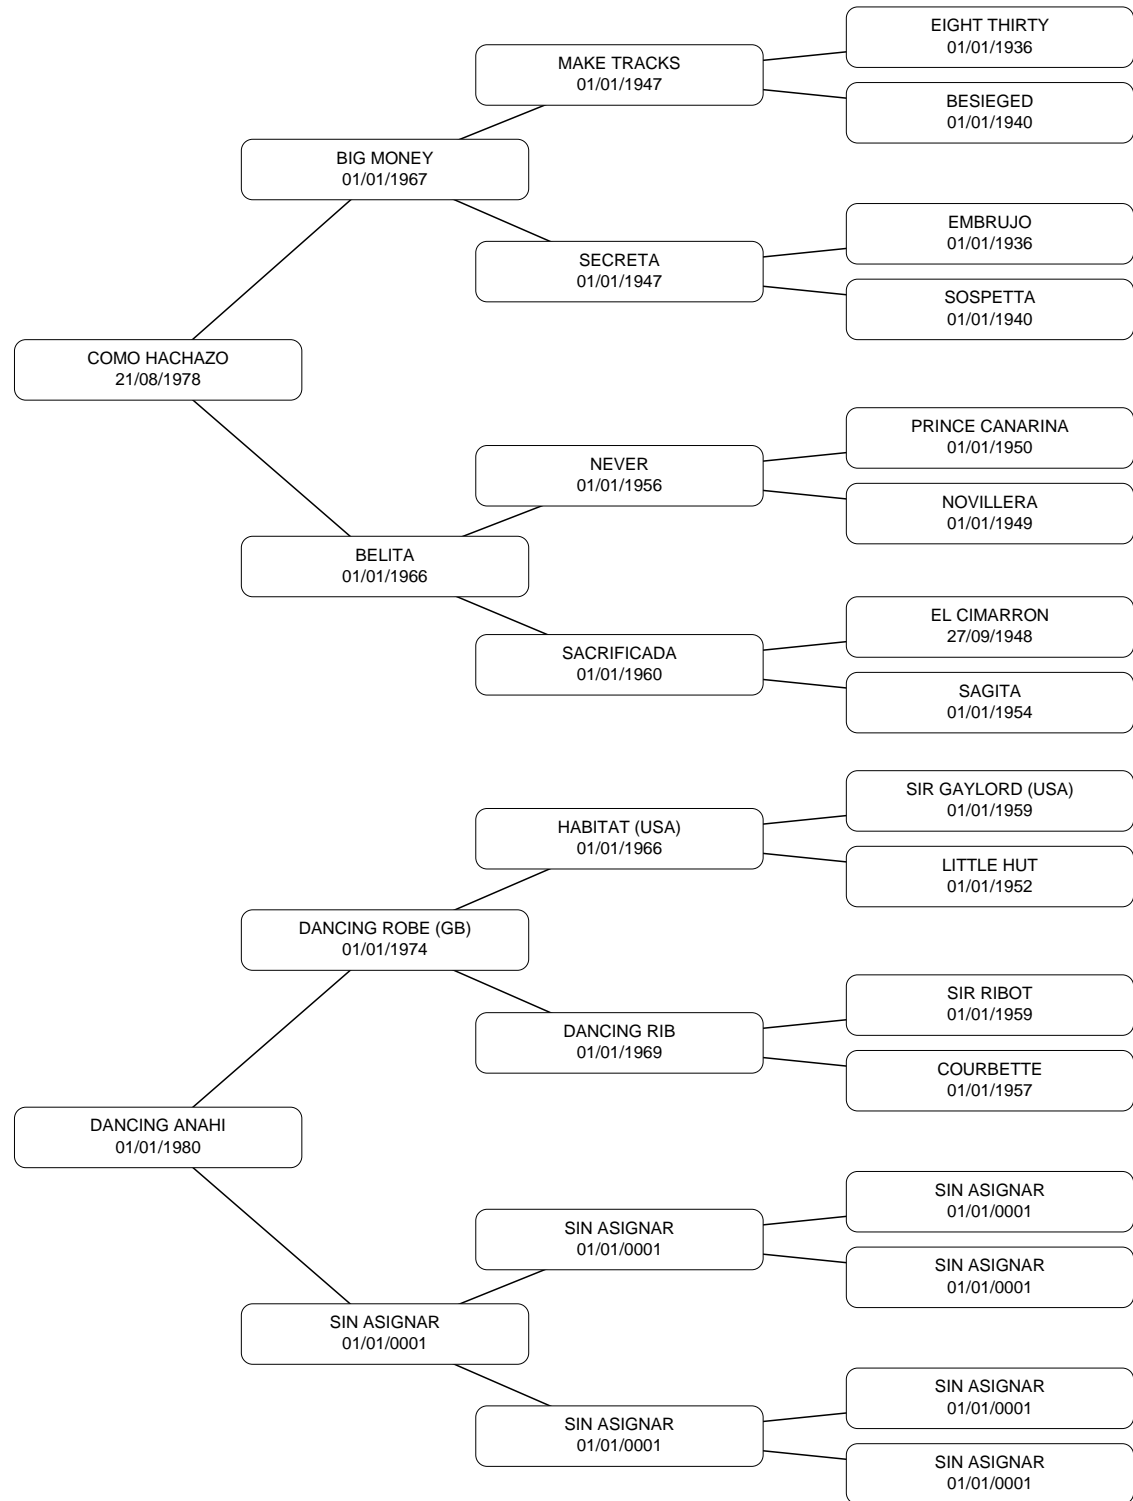 EIGHT THIRTY
01/01/1936
MAKE TRACKS
01/01/1947
BESIEGED
01/01/1940
BIG MONEY
01/01/1967
EMBRUJO
01/01/1936
SECRETA
01/01/1947
SOSPETTA
01/01/1940
COMO HACHAZO
21/08/1978
PRINCE CANARINA
01/01/1950
NEVER
01/01/1956
NOVILLERA
01/01/1949
BELITA
01/01/1966
EL CIMARRON
27/09/1948
SACRIFICADA
01/01/1960
SAGITA
01/01/1954
SIR GAYLORD (USA)
01/01/1959
HABITAT (USA)
01/01/1966
LITTLE HUT
01/01/1952
DANCING ROBE (GB)
01/01/1974
SIR RIBOT
01/01/1959
DANCING RIB
01/01/1969
COURBETTE
01/01/1957
DANCING ANAHI
01/01/1980
SIN ASIGNAR
01/01/0001
SIN ASIGNAR
01/01/0001
SIN ASIGNAR
01/01/0001
SIN ASIGNAR
01/01/0001
SIN ASIGNAR
01/01/0001
SIN ASIGNAR
01/01/0001
SIN ASIGNAR
01/01/0001